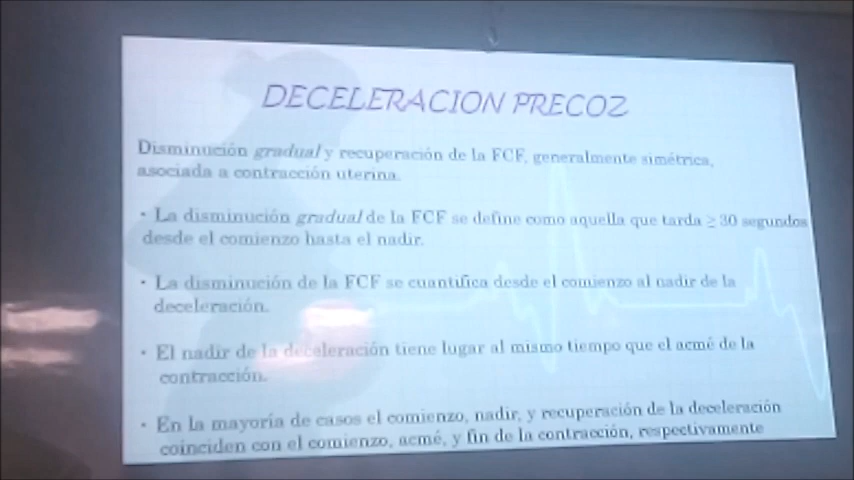 DECELERACION PRECOZ
Disminución gradual y recuperación de la FCF, generalmente simétrica,
asociada a contracción uterina.
• La disminución gradual de la FCF se define como aquella que tarda ≥ 30 segundos
desde el comienzo hasta el nadir.
• La disminución de la FCF se cuantifica desde el comienzo al nadir de la
deceleración.
• El nadir de la deceleración tiene lugar al mismo tiempo que el acmé de la
contracción.
• En la mayoría de casos el comienzo, nadir, y recuperación de la deceleración
coinciden con el comienzo, acmé, y fin de la contracción, respectivamente